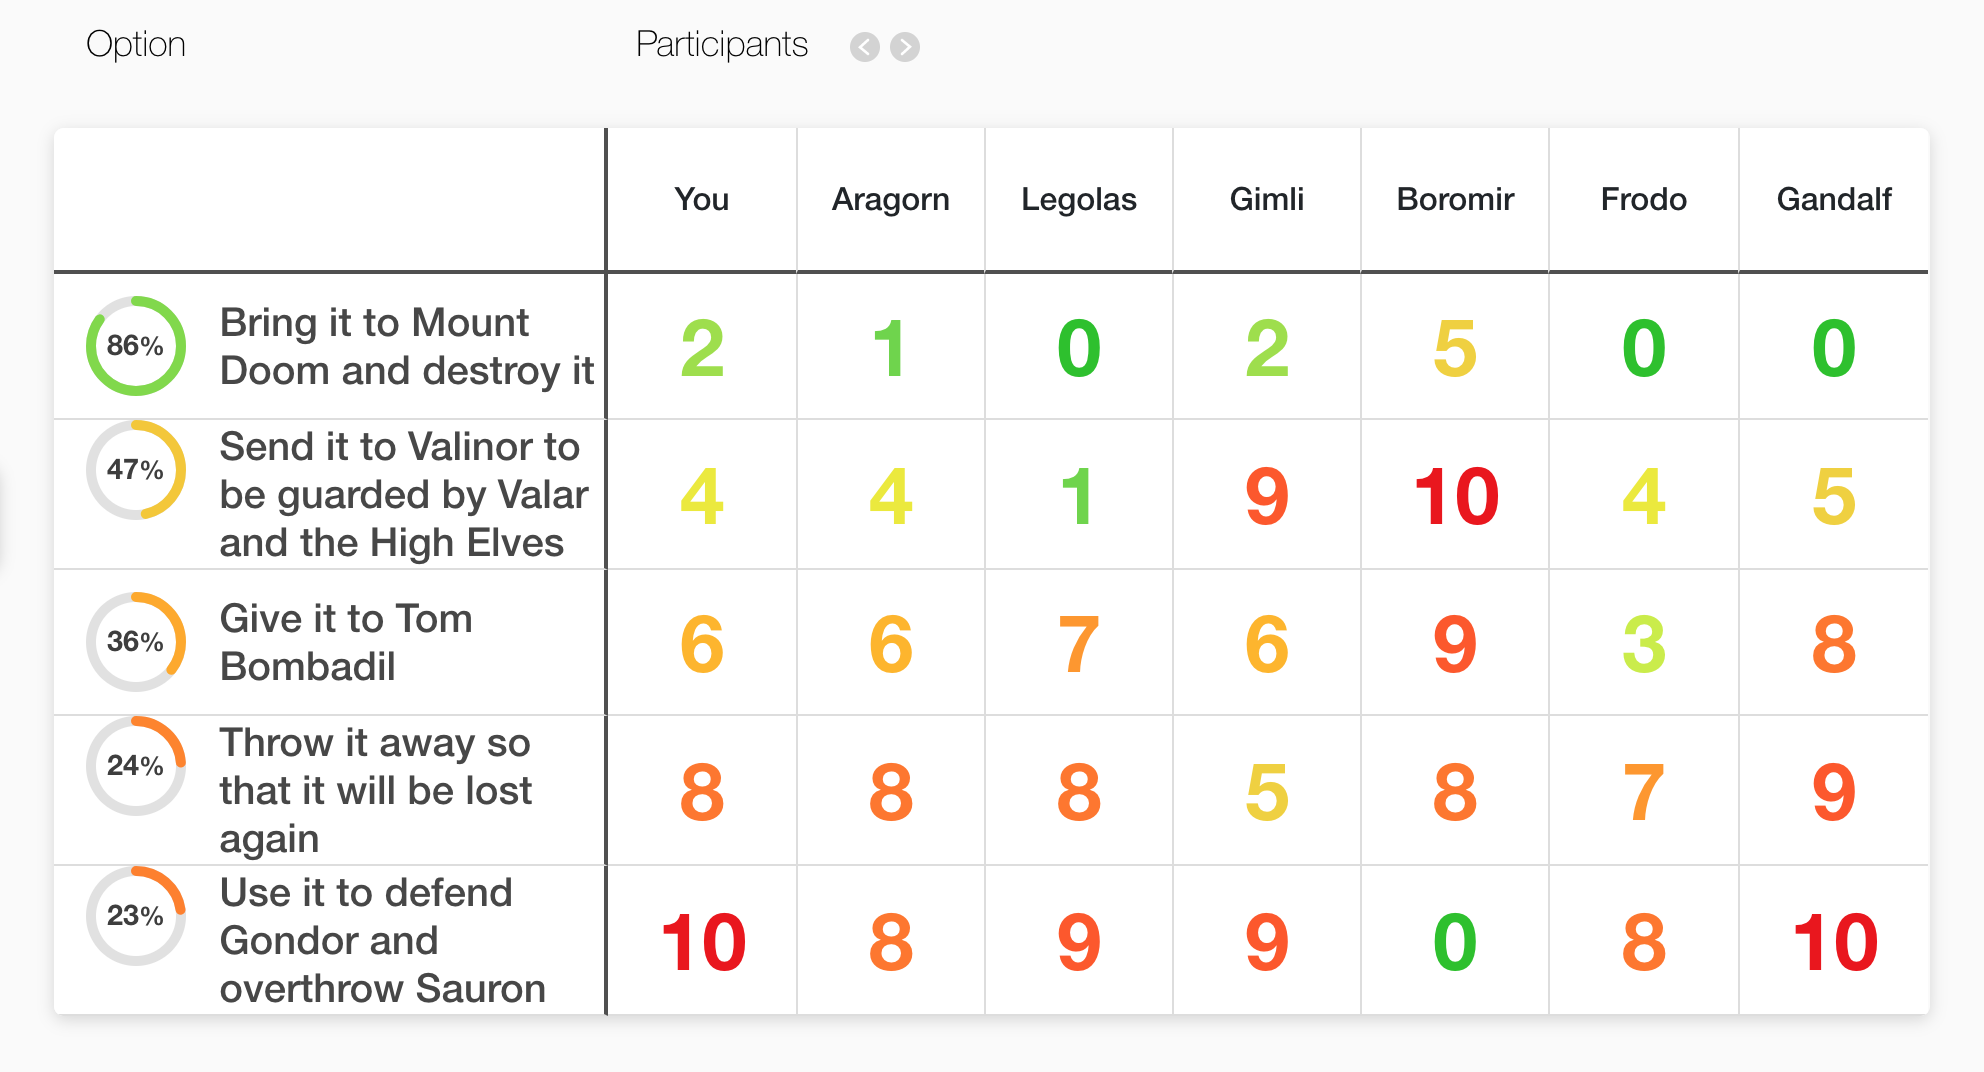 Option Participants
You Aragorn Legolas Gimli Boromir Frodo Gandalf
86% Bring it to Mount
Doom and destroy it
2 1 0 2 5 0 0
47% Send it to Valinor to
be guarded by Valar
and the High Elves
4 4 1 9 10 4 5
36% Give it to Tom
Bombadil
6 6 7 6 9 3 8
24% Throw it away so
that it will be lost
again
8 8 8 5 8 7 9
23% Use it to defend
Gondor and
overthrow Sauron
10 8 9 9 0 8 10